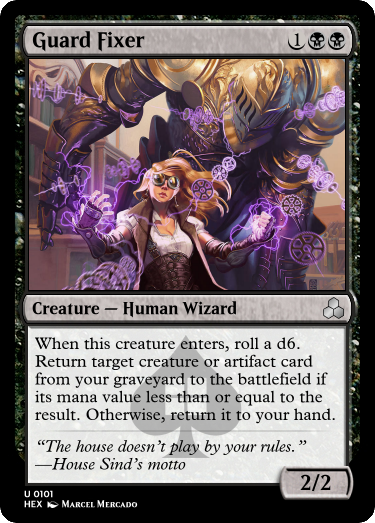 Guard Fixer 1
Creature — Human Wizard
When this creature enters, roll a d6.
Return target creature or artifact card
from your graveyard to the battlefield if
its mana value less than or equal to the
result. Otherwise, return it to your hand.
“The house doesn’t play by your rules.”
—House Sind’s motto
2/2
U 0101
HEX Marcel Mercado